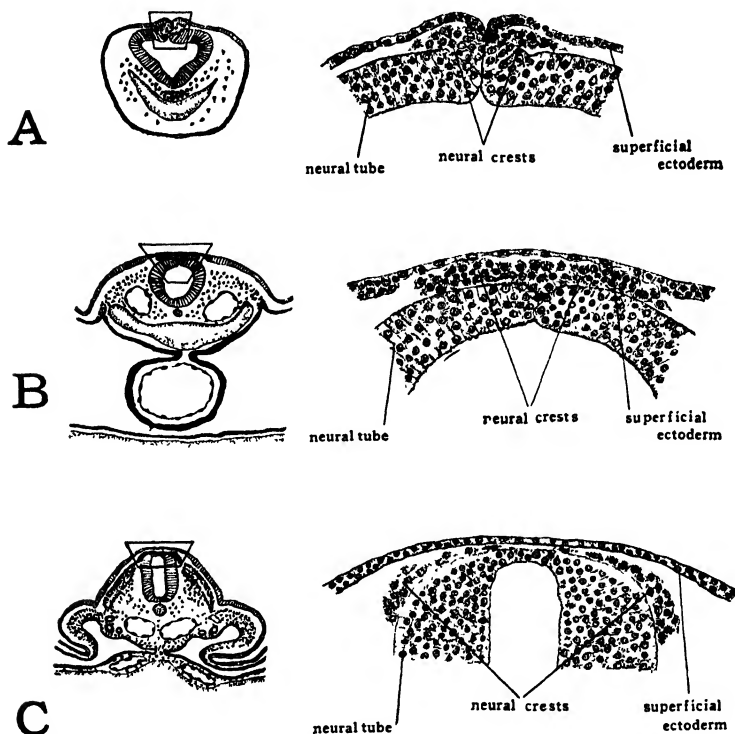 A
neural tube
neural crests
superficial
ectoderm
B
neural tube
neural crests
superficial
ectoderm
C
neural tube
neural crests
superficial
ectoderm